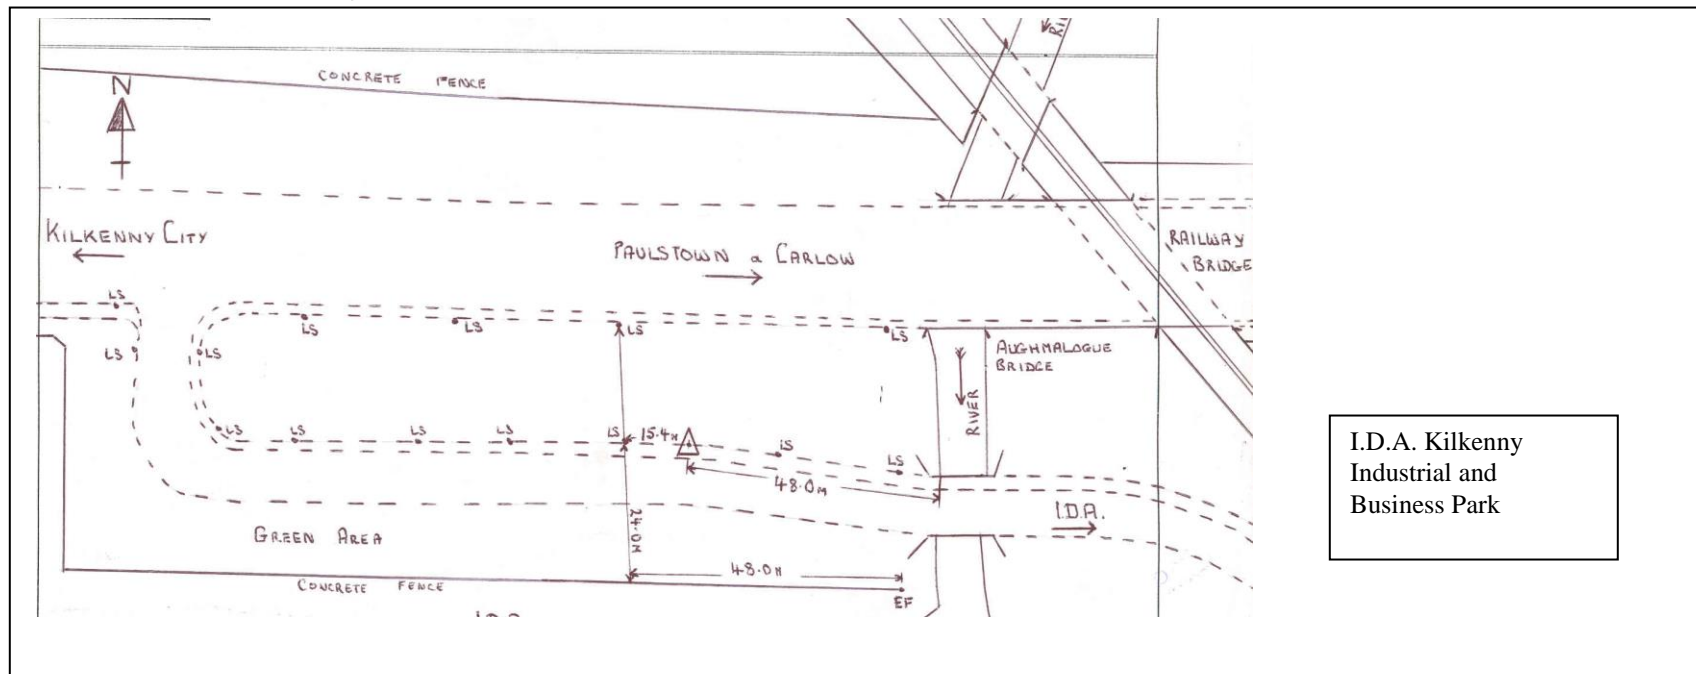 CONCRETE FENCE
N
KILKENNY CITY
PAULSTOWN & CARLOW
RAILWAY
BRIDGE
LS
LS
LS
LS
LS
LS
LS
AUGHMALOGUE
BRIDGE
RIVER
LS
LS
LS
LS
LS
15.4M
LS
LS
48.0M
I.D.A.
24.0M
GREEN AREA
48.0M
CONCRETE FENCE
EF
I.D.A. Kilkenny
Industrial and
Business Park